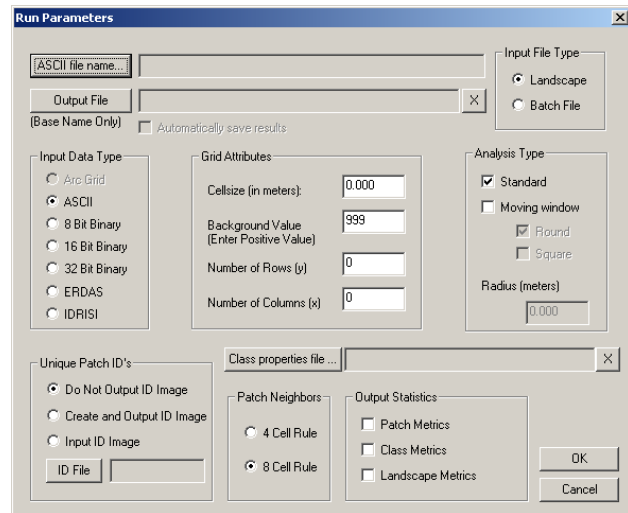 Run Parameters
ASCII file name...
Output File
X
(Base Name Only)
Automatically save results
Input File Type
Landscape
Batch File
Input Data Type
Arc Grid
ASCII
8 Bit Binary
16 Bit Binary
32 Bit Binary
ERDAS
IDRISI
Grid Attributes
Cellsize (in meters):
0.000
Background Value
(Enter Positive Value)
999
Number of Rows (y)
0
Number of Columns (x)
0
Analysis Type
Standard
Moving window
Round
Square
Radius (meters)
0.000
Class properties file ...
X
Unique Patch ID's
Do Not Output ID Image
Create and Output ID Image
Input ID Image
ID File
Patch Neighbors
4 Cell Rule
8 Cell Rule
Output Statistics
Patch Metrics
Class Metrics
Landscape Metrics
OK
Cancel